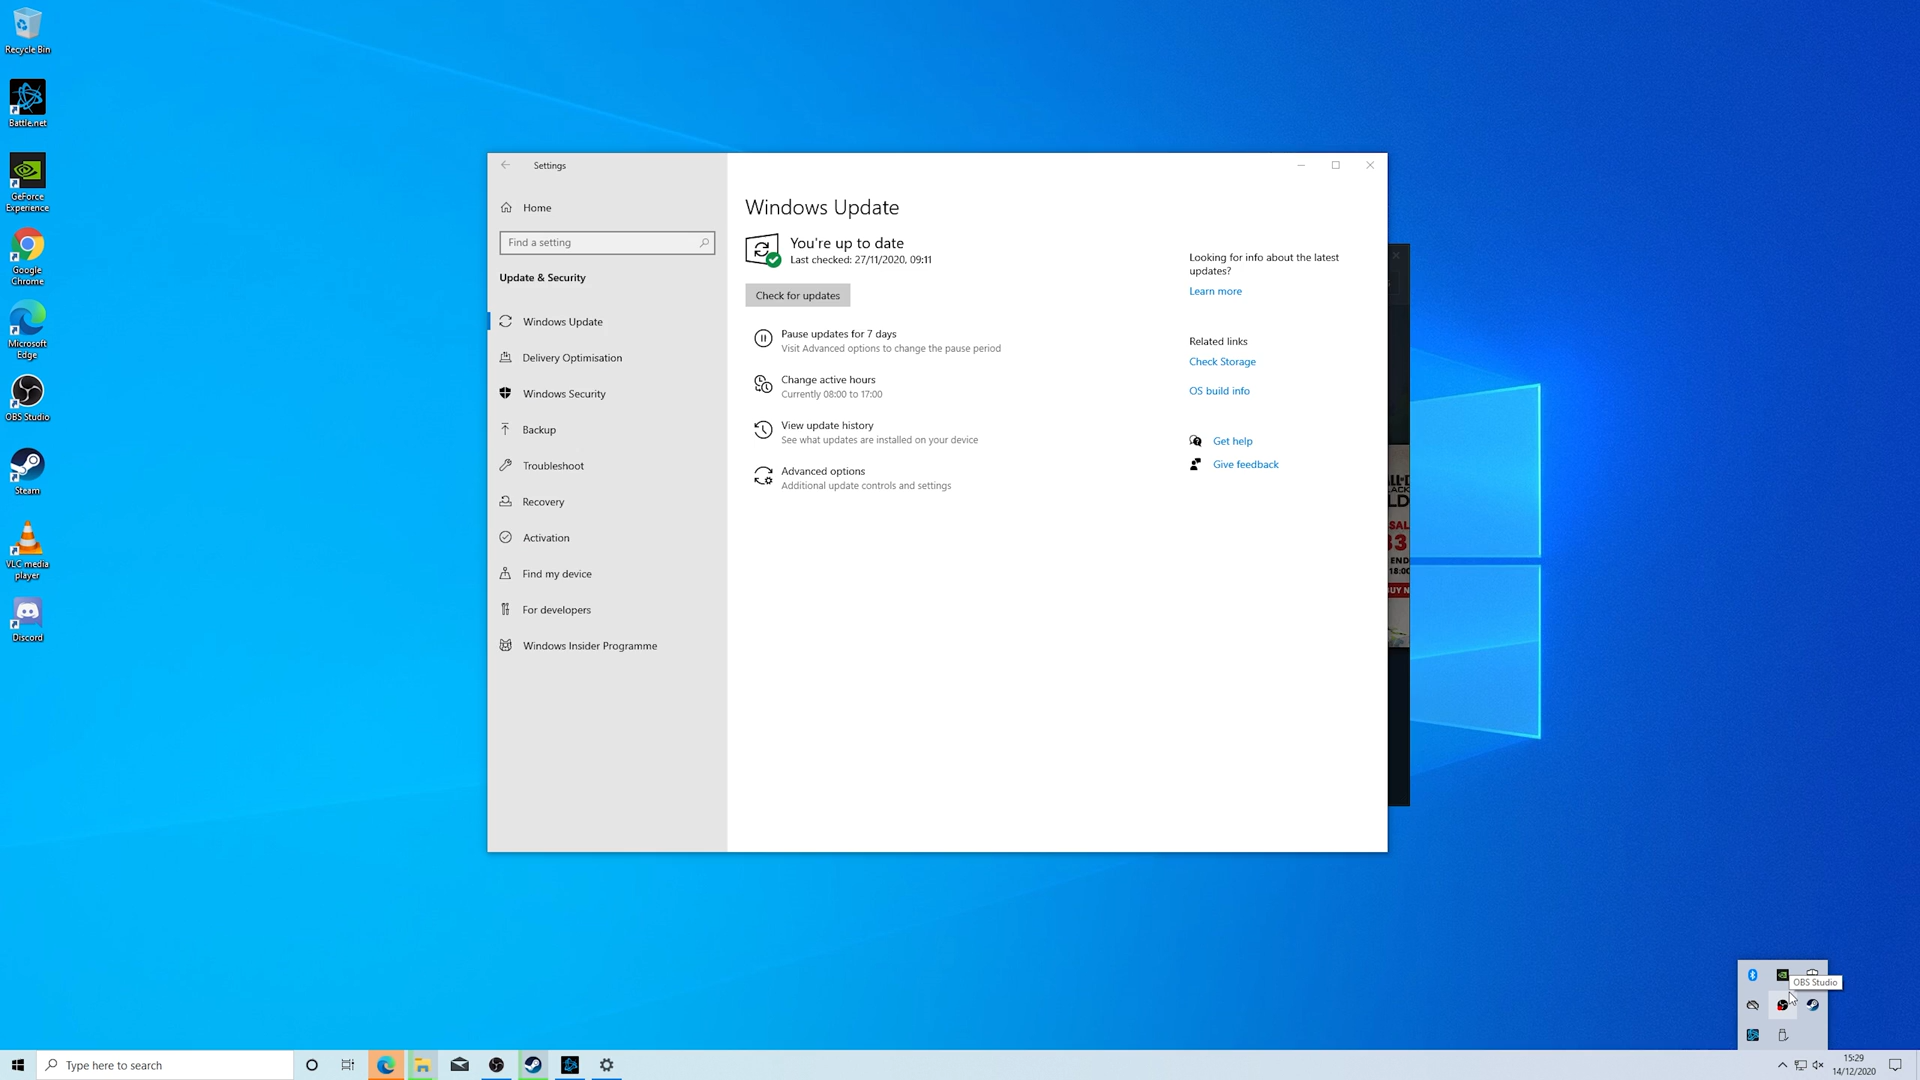 Recycle Bin
Battle.net
GeForce
Experience
Google
Chrome
Microsoft
Edge
OBS Studio
Steam
VLC media
player
Discord
Settings
Home
Find a setting
Update & Security
Windows Update
Delivery Optimisation
Windows Security
Backup
Troubleshoot
Recovery
Activation
Find my device
For developers
Windows Insider Programme
Windows Update
You're up to date
Last checked: 27/11/2020, 09:11
Check for updates
Pause updates for 7 days
Visit Advanced options to change the pause period
Change active hours
Currently 08:00 to 17:00
View update history
See what updates are installed on your device
Advanced options
Additional update controls and settings
Looking for info about the latest
updates?
Learn more
Related links
Check Storage
OS build info
Get help
Give feedback
SAL
33
END
18:00
UY N
OBS Studio
Type here to search
15:29
14/12/2020